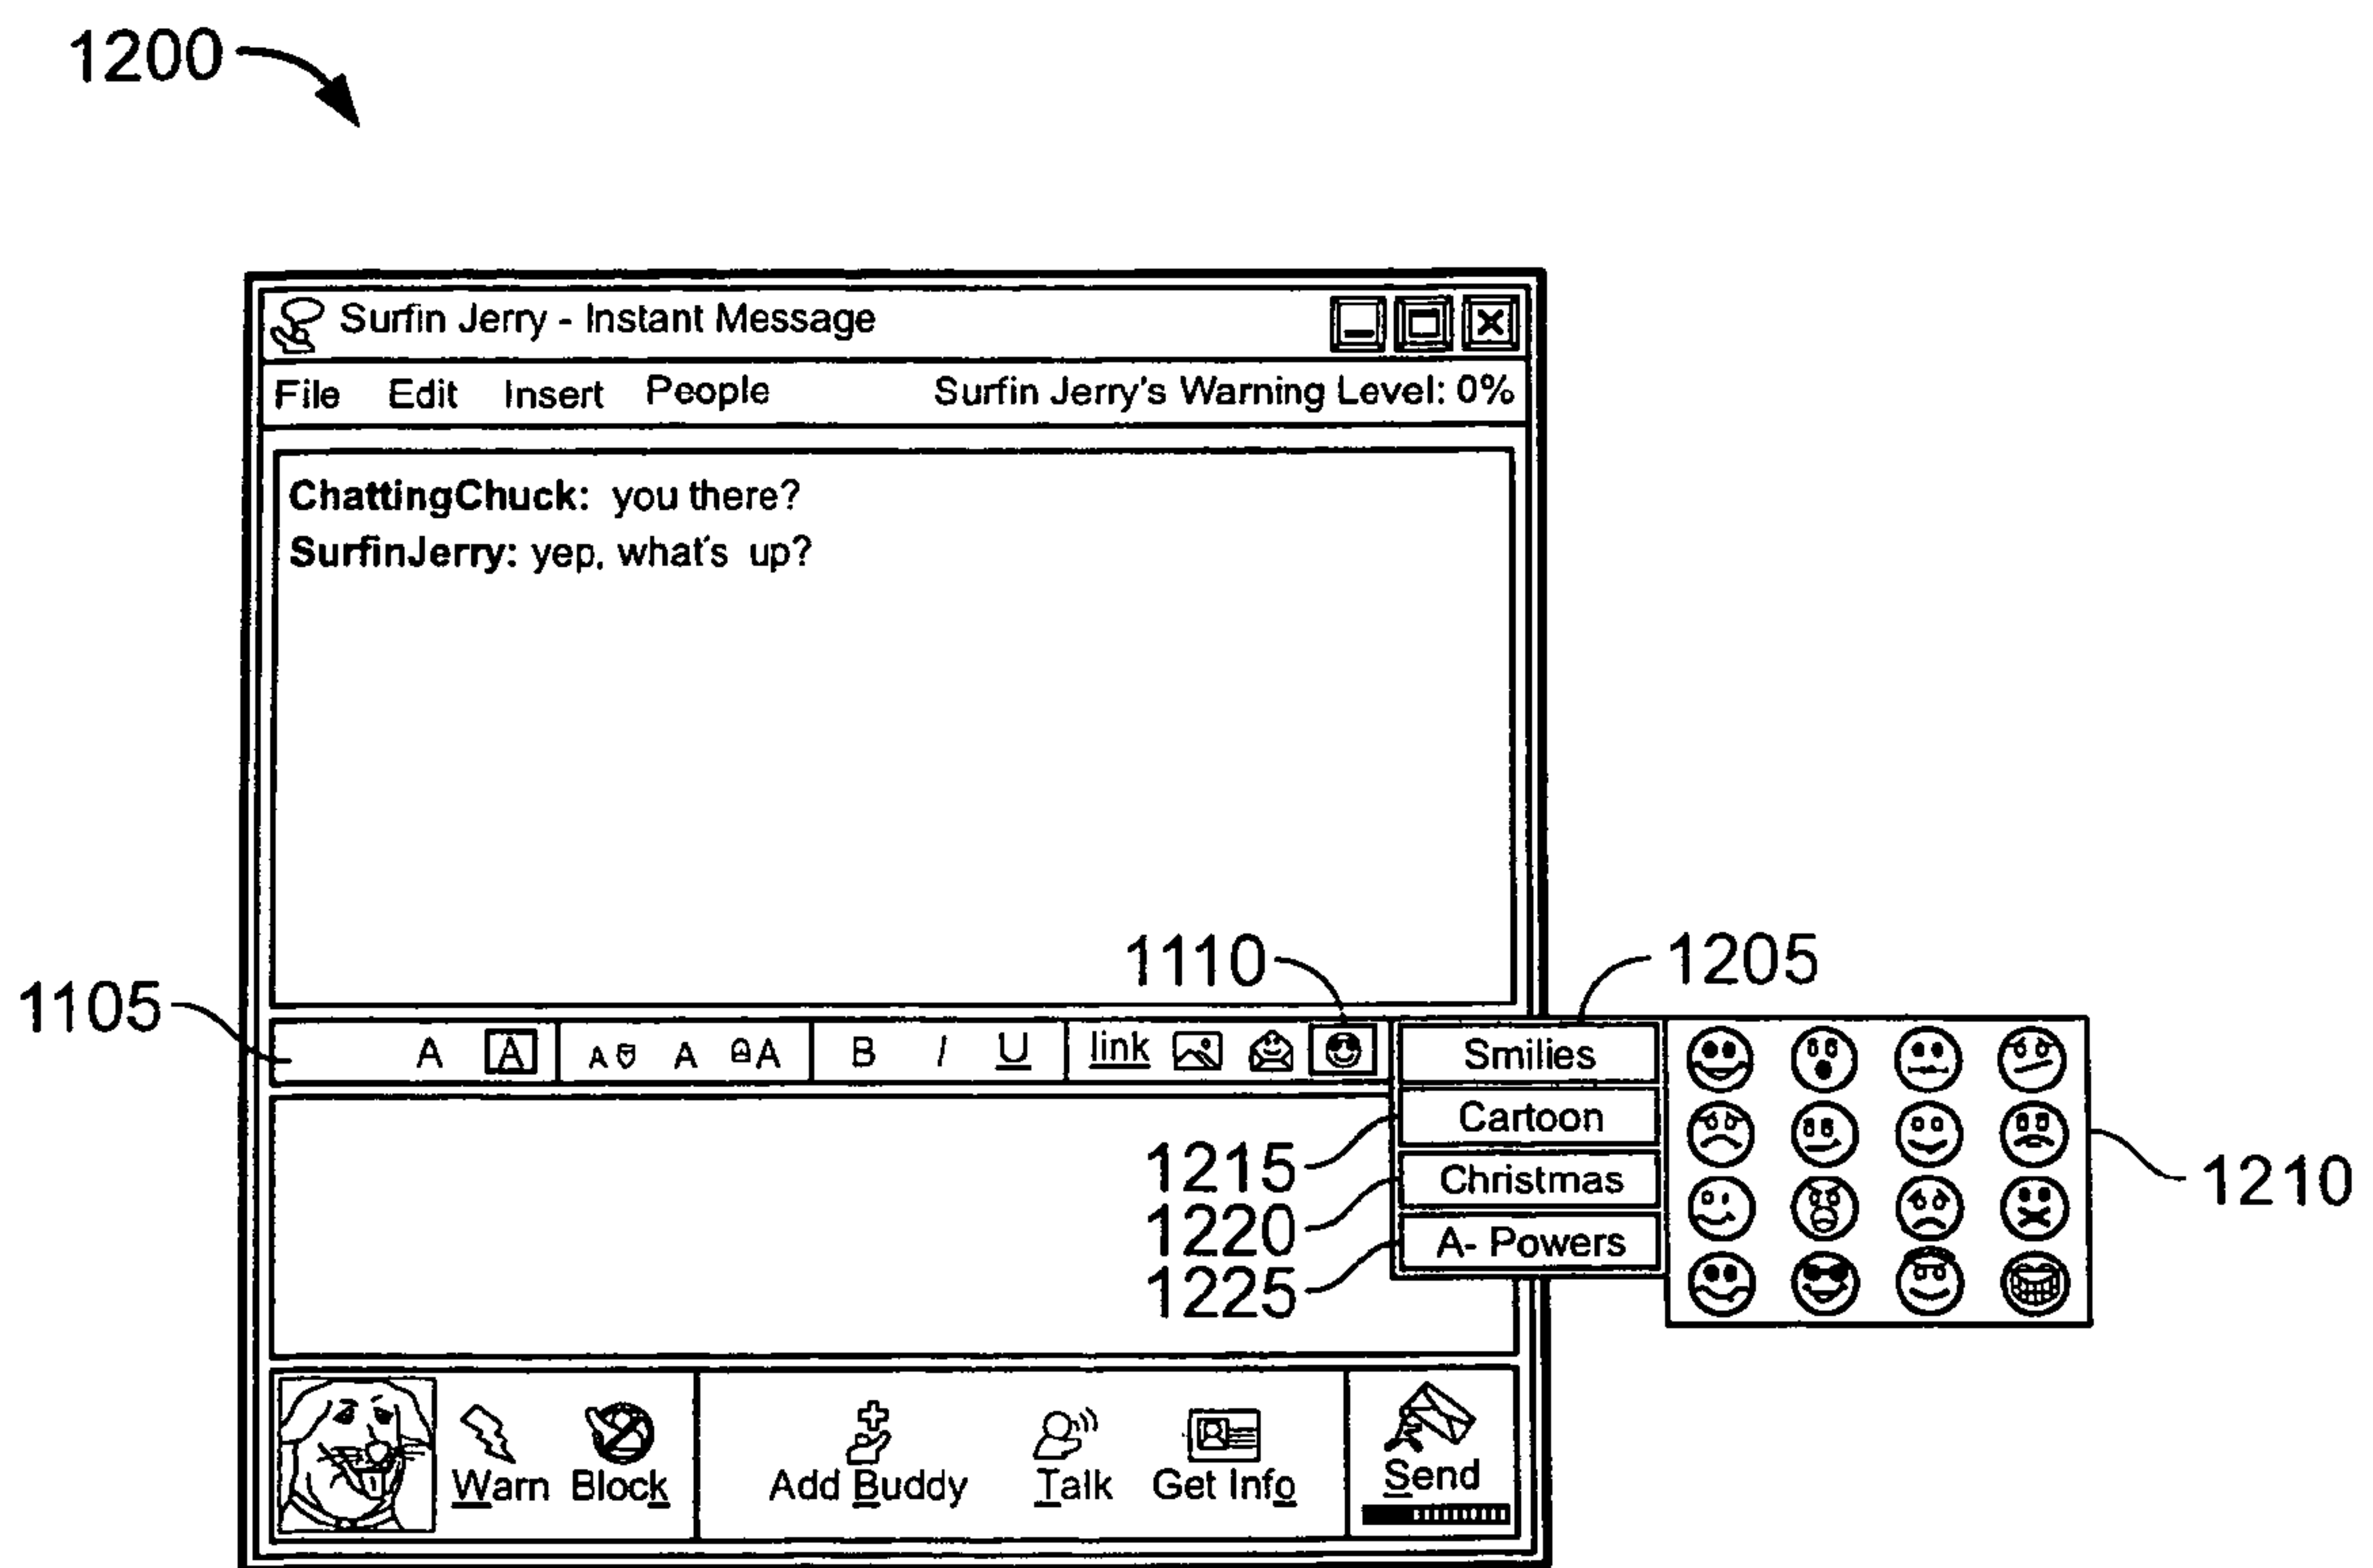 1200
Surfin Jerry - Instant Message
File Edit Insert People Surfin Jerry's Warning Level: 0%
ChattingChuck: you there?
SurfinJerry: yep, what's up?
1110 1205
1105
A A A A A B I U link Smilies
Cartoon
1215
Christmas
1210
1220
A- Powers
1225
Warn Block Add Buddy Talk Get Info Send